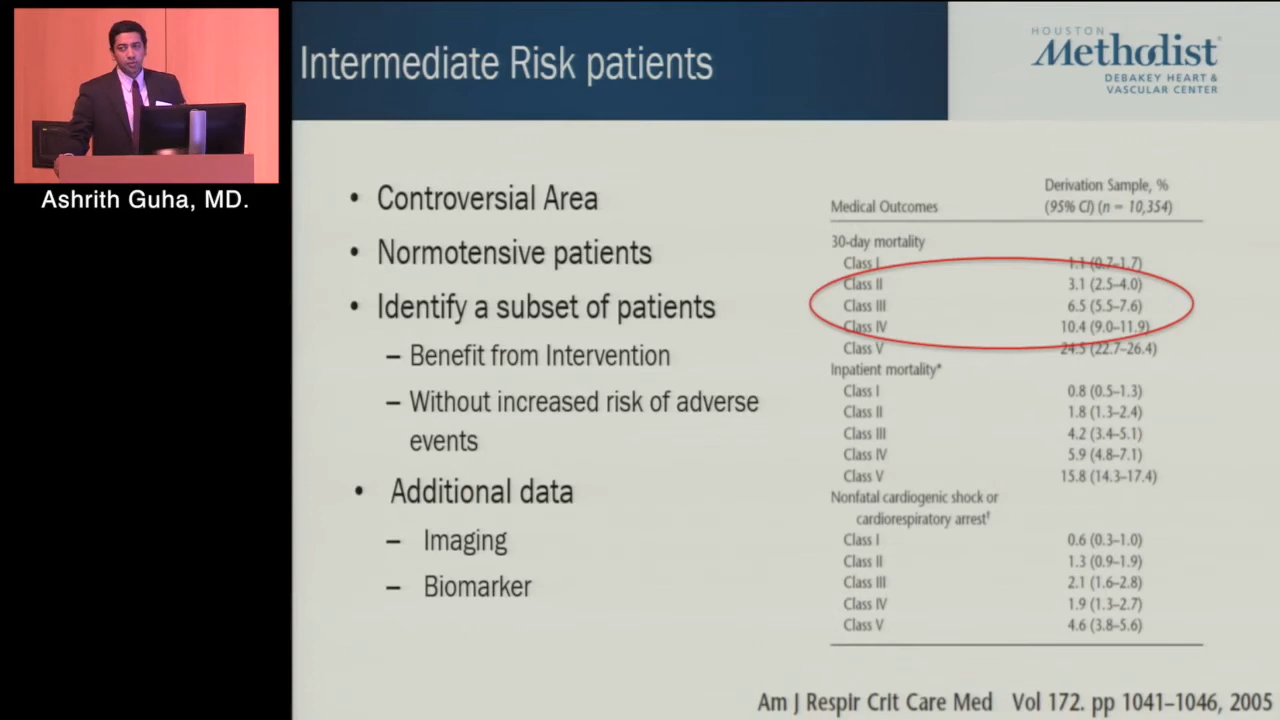 Intermediate Risk patients
HOUSTON
Methodist®
DEBAKEY HEART &
VASCULAR CENTER
Ashrith Guha, MD.
• Controversial Area
• Normotensive patients
• Identify a subset of patients
– Benefit from Intervention
– Without increased risk of adverse
events
• Additional data
– Imaging
– Biomarker
Derivation Sample, %
Medical Outcomes (95% CI) (n = 10,354)
30-day mortality
Class I 1.1 (0.7–1.7)
Class II 3.1 (2.5–4.0)
Class III 6.5 (5.5–7.6)
Class IV 10.4 (9.0–11.9)
Class V 24.5 (22.7–26.4)
Inpatient mortality*
Class I 0.8 (0.5–1.3)
Class II 1.8 (1.3–2.4)
Class III 4.2 (3.4–5.1)
Class IV 5.9 (4.8–7.1)
Class V 15.8 (14.3–17.4)
Nonfatal cardiogenic shock or
cardiorespiratory arrest†
Class I 0.6 (0.3–1.0)
Class II 1.3 (0.9–1.9)
Class III 2.1 (1.6–2.8)
Class IV 1.9 (1.3–2.7)
Class V 4.6 (3.8–5.6)
Am J Respir Crit Care Med Vol 172. pp 1041–1046, 2005